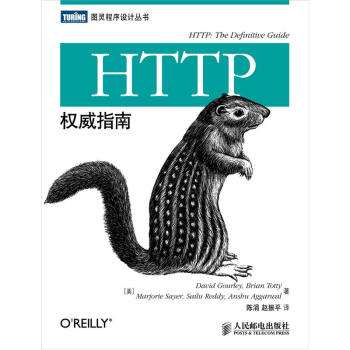 TURING 图灵程序设计丛书
HTTP: The Definitive Guide
HTTP
权威指南
David Gourley, Brian Totty
[美] 著
Marjorie Sayer, Sailu Reddy, Anshu Aggarwal
陈涓 赵振平 译
O'REILLY®
人民邮电出版社
POSTS & TELECOM PRESS